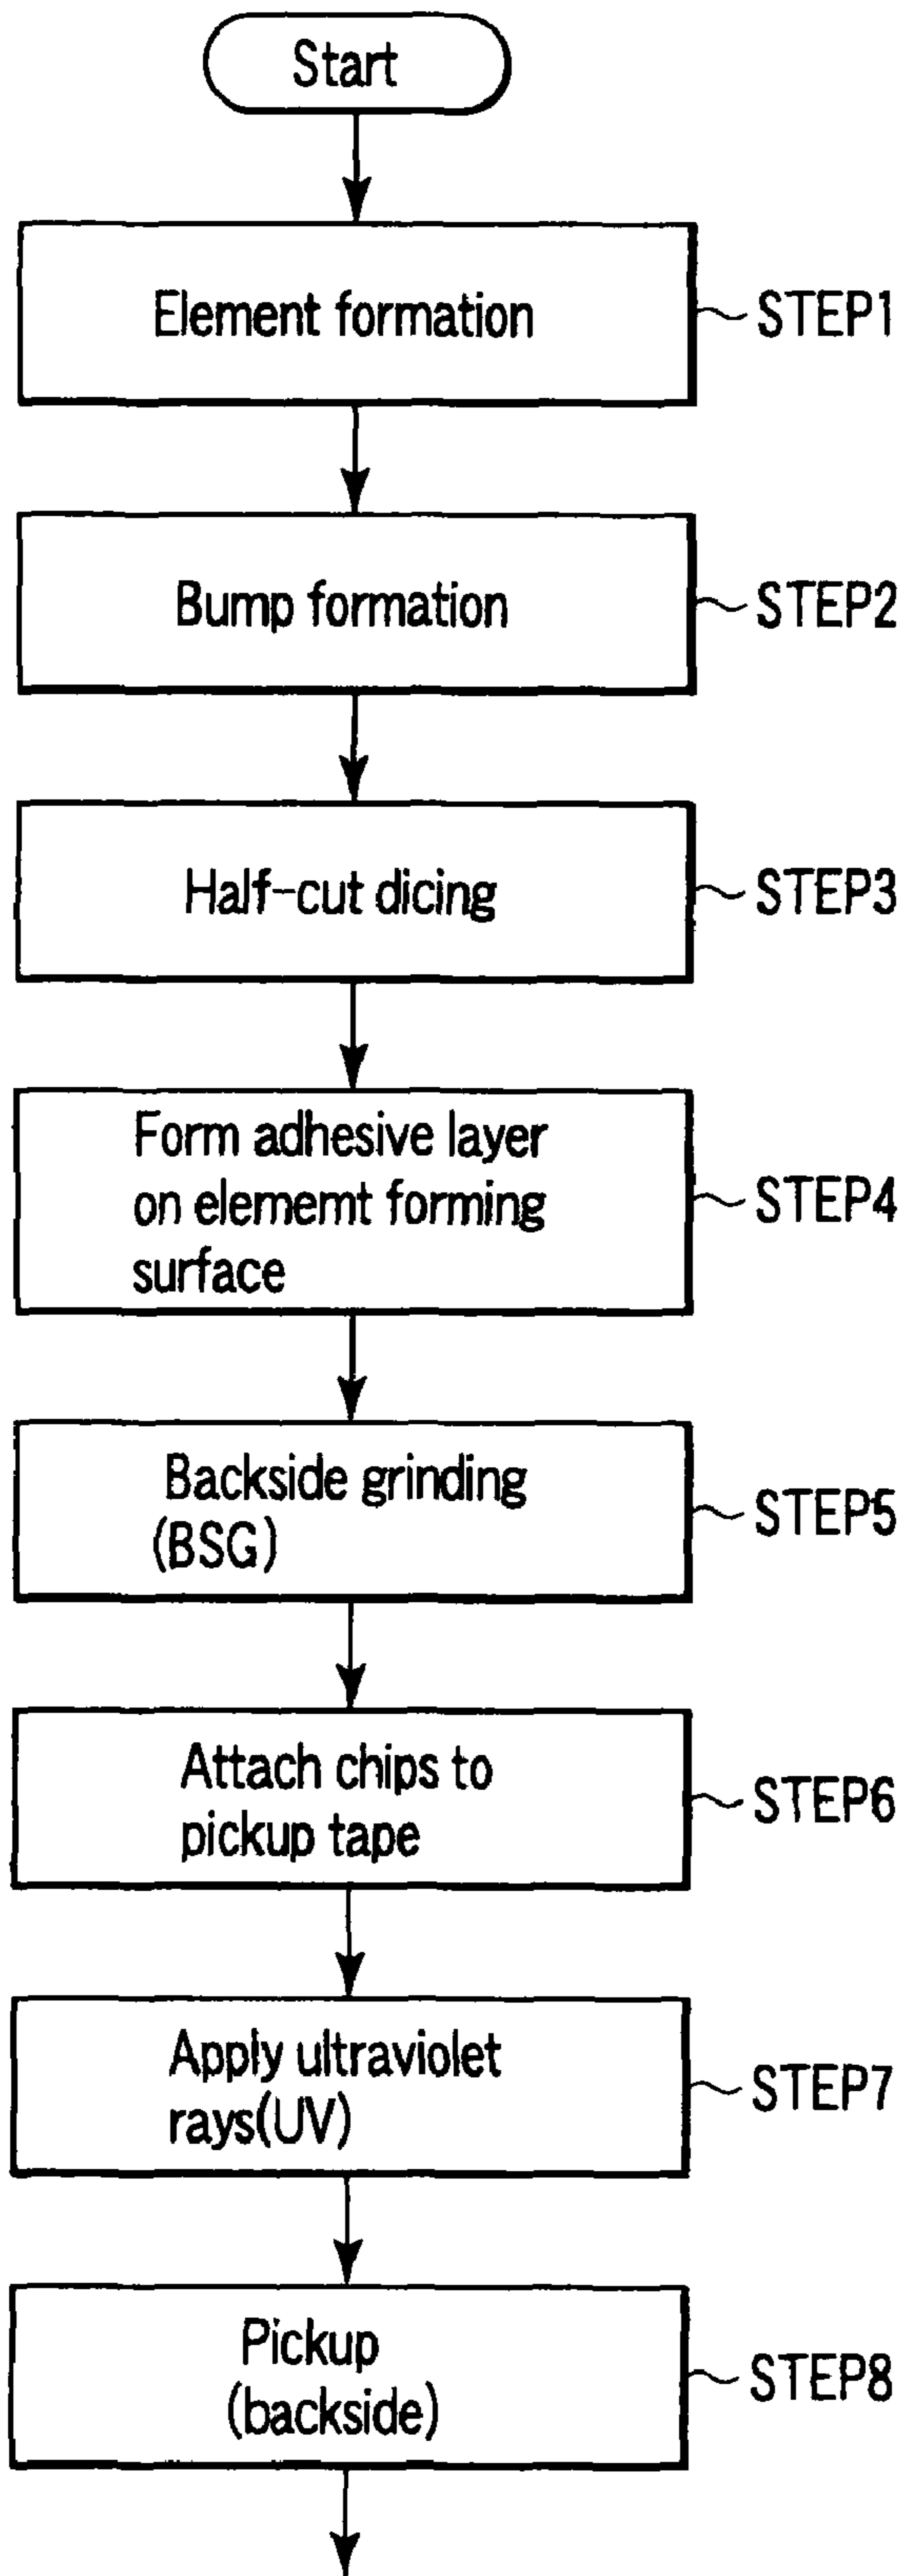 Start
Element formation
STEP1
Bump formation
STEP2
Half-cut dicing
STEP3
Form adhesive layer
on elememt forming
surface
STEP4
Backside grinding
(BSG)
STEP5
Attach chips to
pickup tape
STEP6
Apply ultraviolet
rays(UV)
STEP7
Pickup
(backside)
STEP8